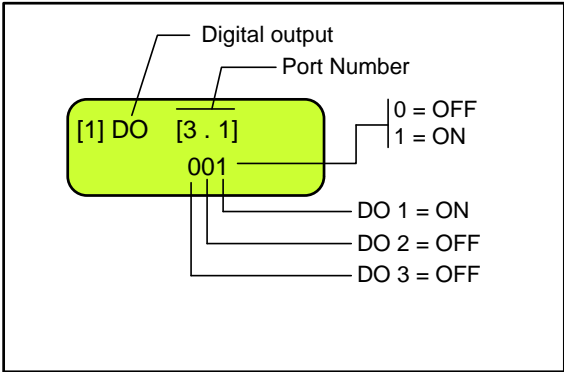 Digital output
Port Number
[1] DO [3 . 1]
001
0 = OFF
1 = ON
DO 1 = ON
DO 2 = OFF
DO 3 = OFF